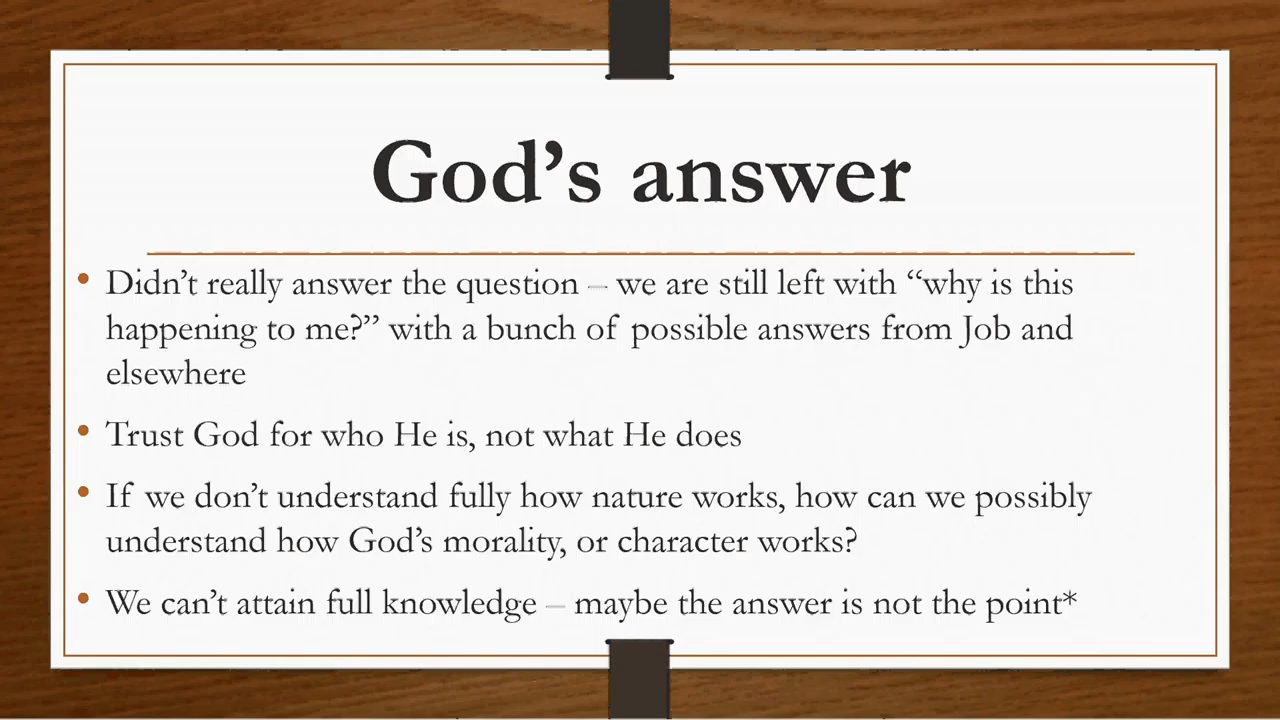 God’s answer
• Didn’t really answer the question – we are still left with “why is this
happening to me?” with a bunch of possible answers from Job and
elsewhere
• Trust God for who He is, not what He does
• If we don’t understand fully how nature works, how can we possibly
understand how God’s morality, or character works?
• We can’t attain full knowledge – maybe the answer is not the point*